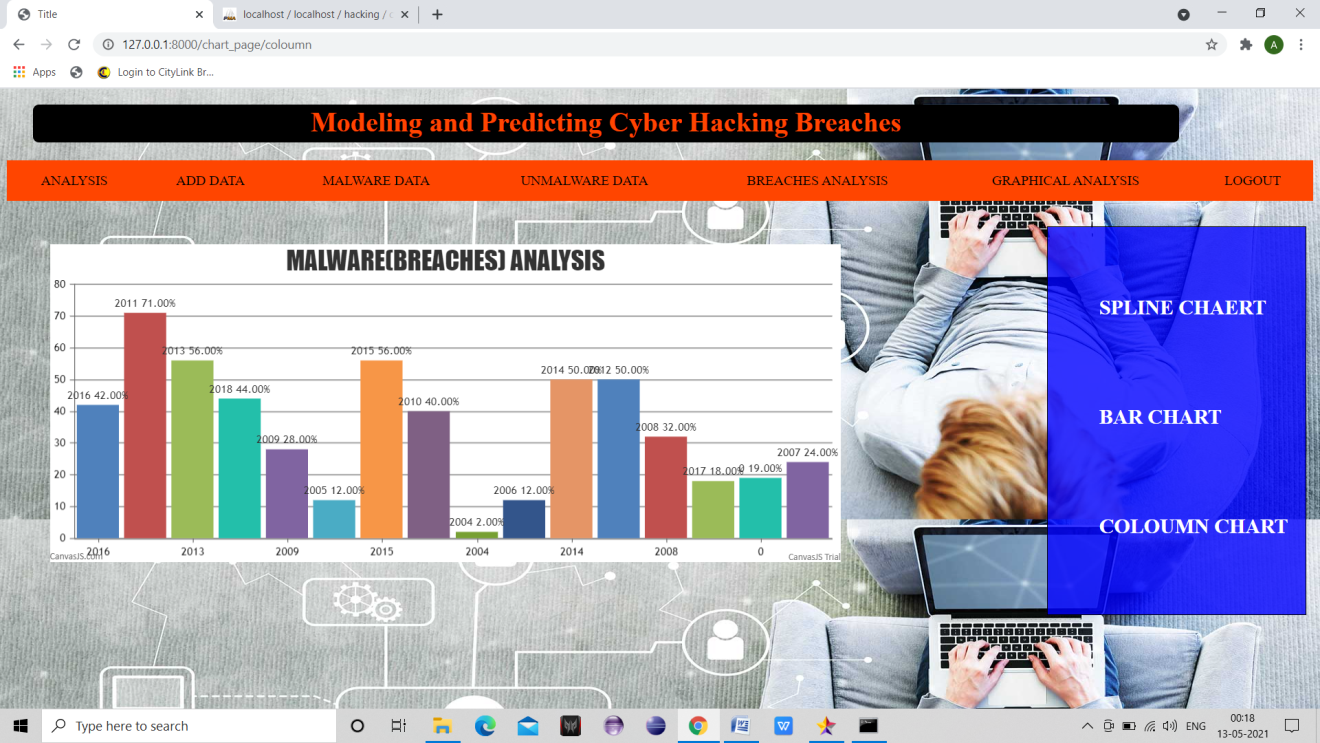 Title
localhost / localhost / hacking /
127.0.0.1:8000/chart_page/coloumn
A
Apps
Login to CityLink Br...
Modeling and Predicting Cyber Hacking Breaches
ANALYSIS ADD DATA MALWARE DATA UNMALWARE DATA BREACHES ANALYSIS GRAPHICAL ANALYSIS LOGOUT
MALWARE(BREACHES) ANALYSIS
80
70
60
50
40
30
20
10
0
2016 42.00%
2011 71.00%
2013 56.00%
2018 44.00%
2009 28.00%
2005 12.00%
2015 56.00%
2010 40.00%
2004 2.00%
2006 12.00%
2014 50.00%
2012 50.00%
2008 32.00%
2017 18.00%
0 19.00%
2007 24.00%
2016 2013 2009 2015 2004 2014 2008 0
CanvasJS.com
CanvasJS Trial
SPLINE CHAERT
BAR CHART
COLOUMN CHART
Type here to search
ENG
00:18
13-05-2021